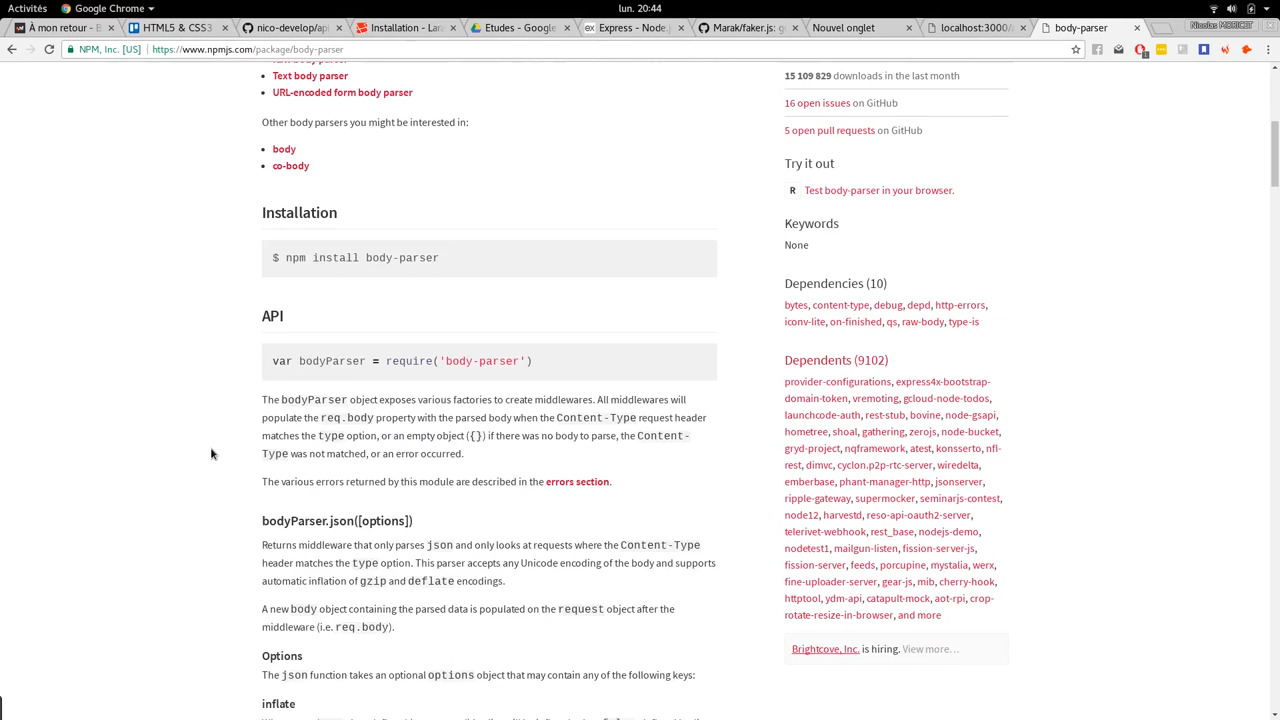 Activités
Google Chrome
lun. 20:44
À mon retour - E
HTML5 & CSS3
nico-develop/no
Installation - Lar
Etudes - Google
Express - Node.j
Marak/faker.js: g
Nouvel onglet
localhost:3000/
body-parser
Nicolas MORICET
NPM, Inc. [US]
https://www.npmjs.com/package/body-parser
Text body parser
URL-encoded form body parser
Other body parsers you might be interested in:
body
co-body
Installation
$ npm install body-parser
API
var bodyParser = require('body-parser')
The bodyParser object exposes various factories to create middlewares. All middlewares will
populate the req.body property with the parsed body when the Content-Type request header
matches the type option, or an empty object ({}) if there was no body to parse, the Content-
Type was not matched, or an error occurred.
The various errors returned by this module are described in the errors section.
bodyParser.json([options])
Returns middleware that only parses json and only looks at requests where the Content-Type
header matches the type option. This parser accepts any Unicode encoding of the body and supports
automatic inflation of gzip and deflate encodings.
A new body object containing the parsed data is populated on the request object after the
middleware (i.e. req.body).
Options
The json function takes an optional options object that may contain any of the following keys:
inflate
15 109 829 downloads in the last month
16 open issues on GitHub
5 open pull requests on GitHub
Try it out
R Test body-parser in your browser.
Keywords
None
Dependencies (10)
bytes, content-type, debug, depd, http-errors,
iconv-lite, on-finished, qs, raw-body, type-is
Dependents (9102)
provider-configurations, express4x-bootstrap-
domain-token, vremoting, gcloud-node-todos,
launchcode-auth, rest-stub, bovine, node-gsapi,
hometree, shoal, gathering, zerojs, node-bucket,
gryd-project, nqframework, atest, konsserto, nfl-
rest, dimvc, cyclon.p2p-rtc-server, wiredelta,
emberbase, phant-manager-http, jsonserver,
ripple-gateway, supermocker, seminarjs-contest,
node12, harvestd, reso-api-oauth2-server,
telerivet-webhook, rest_base, nodejs-demo,
nodetest1, mailgun-listen, fission-server-js,
fission-server, feeds, porcupine, mystalia, werx,
fine-uploader-server, gear-js, mib, cherry-hook,
httptool, ydm-api, catapult-mock, aot-rpi, crop-
rotate-resize-in-browser, and more
Brightcove, Inc. is hiring. View more…